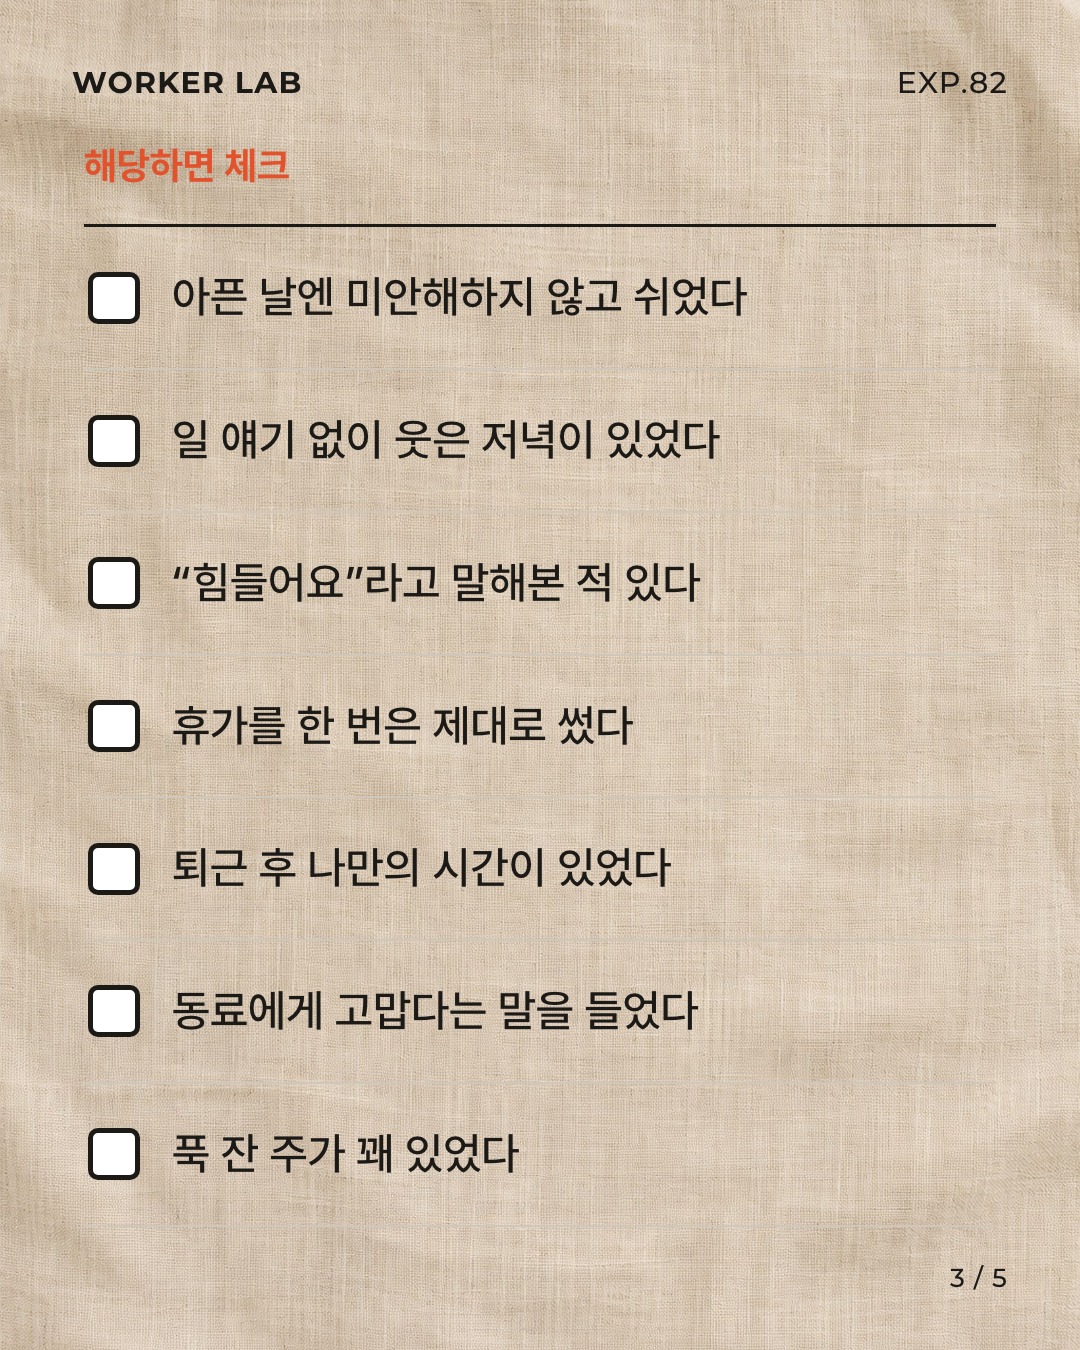 WORKER LAB
EXP.82
해당하면 체크
아픈 날엔 미안해하지 않고 쉬었다
일 얘기 없이 웃은 저녁이 있었다
“힘들어요”라고 말해본 적 있다
휴가를 한 번은 제대로 썼다
퇴근 후 나만의 시간이 있었다
동료에게 고맙다는 말을 들었다
푹 잔 주가 꽤 있었다
3 / 5